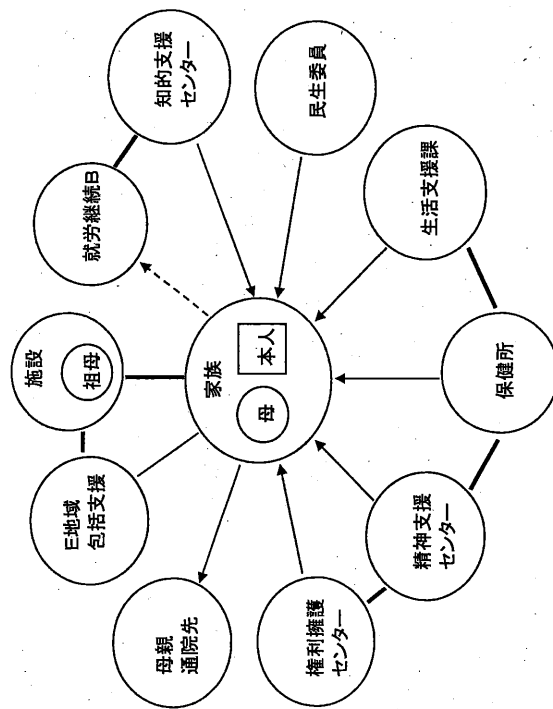 施設
祖母
E地域
包括支援
就労継続B
知的支援
センター
民生委員
生活支援課
保健所
精神支援
センター
権利擁護
センター
母親
通院先
家族
母
本人